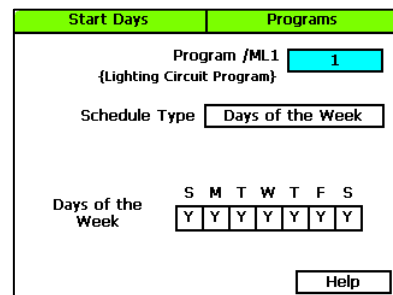 Start Days Programs
Program /ML1 1
{Lighting Circuit Program}
Schedule Type Days of the Week
S M T W T F S
Days of the Week Y Y Y Y Y Y Y
Help